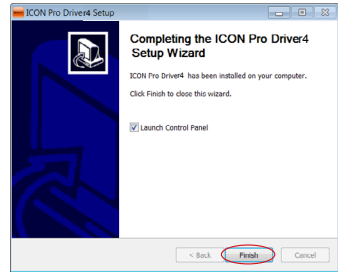 ICON Pro Driver4 Setup
Completing the ICON Pro Driver4
Setup Wizard
ICON Pro Driver4 has been installed on your computer.
Click Finish to close this wizard.
Launch Control Panel
< Back
Finish
Cancel